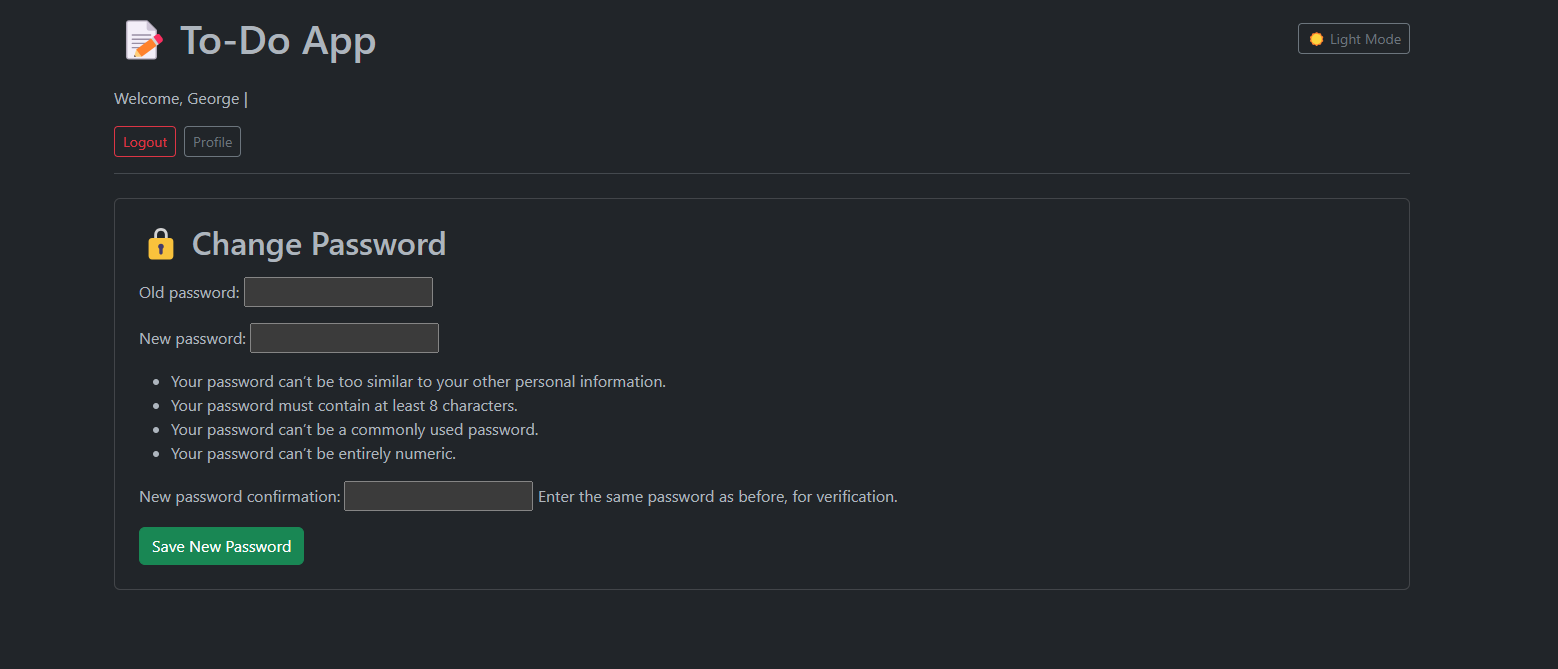 To-Do App
Light Mode
Welcome, George |
Logout Profile
Change Password
Old password:
New password:
• Your password can’t be too similar to your other personal information.
• Your password must contain at least 8 characters.
• Your password can’t be a commonly used password.
• Your password can’t be entirely numeric.
New password confirmation: Enter the same password as before, for verification.
Save New Password